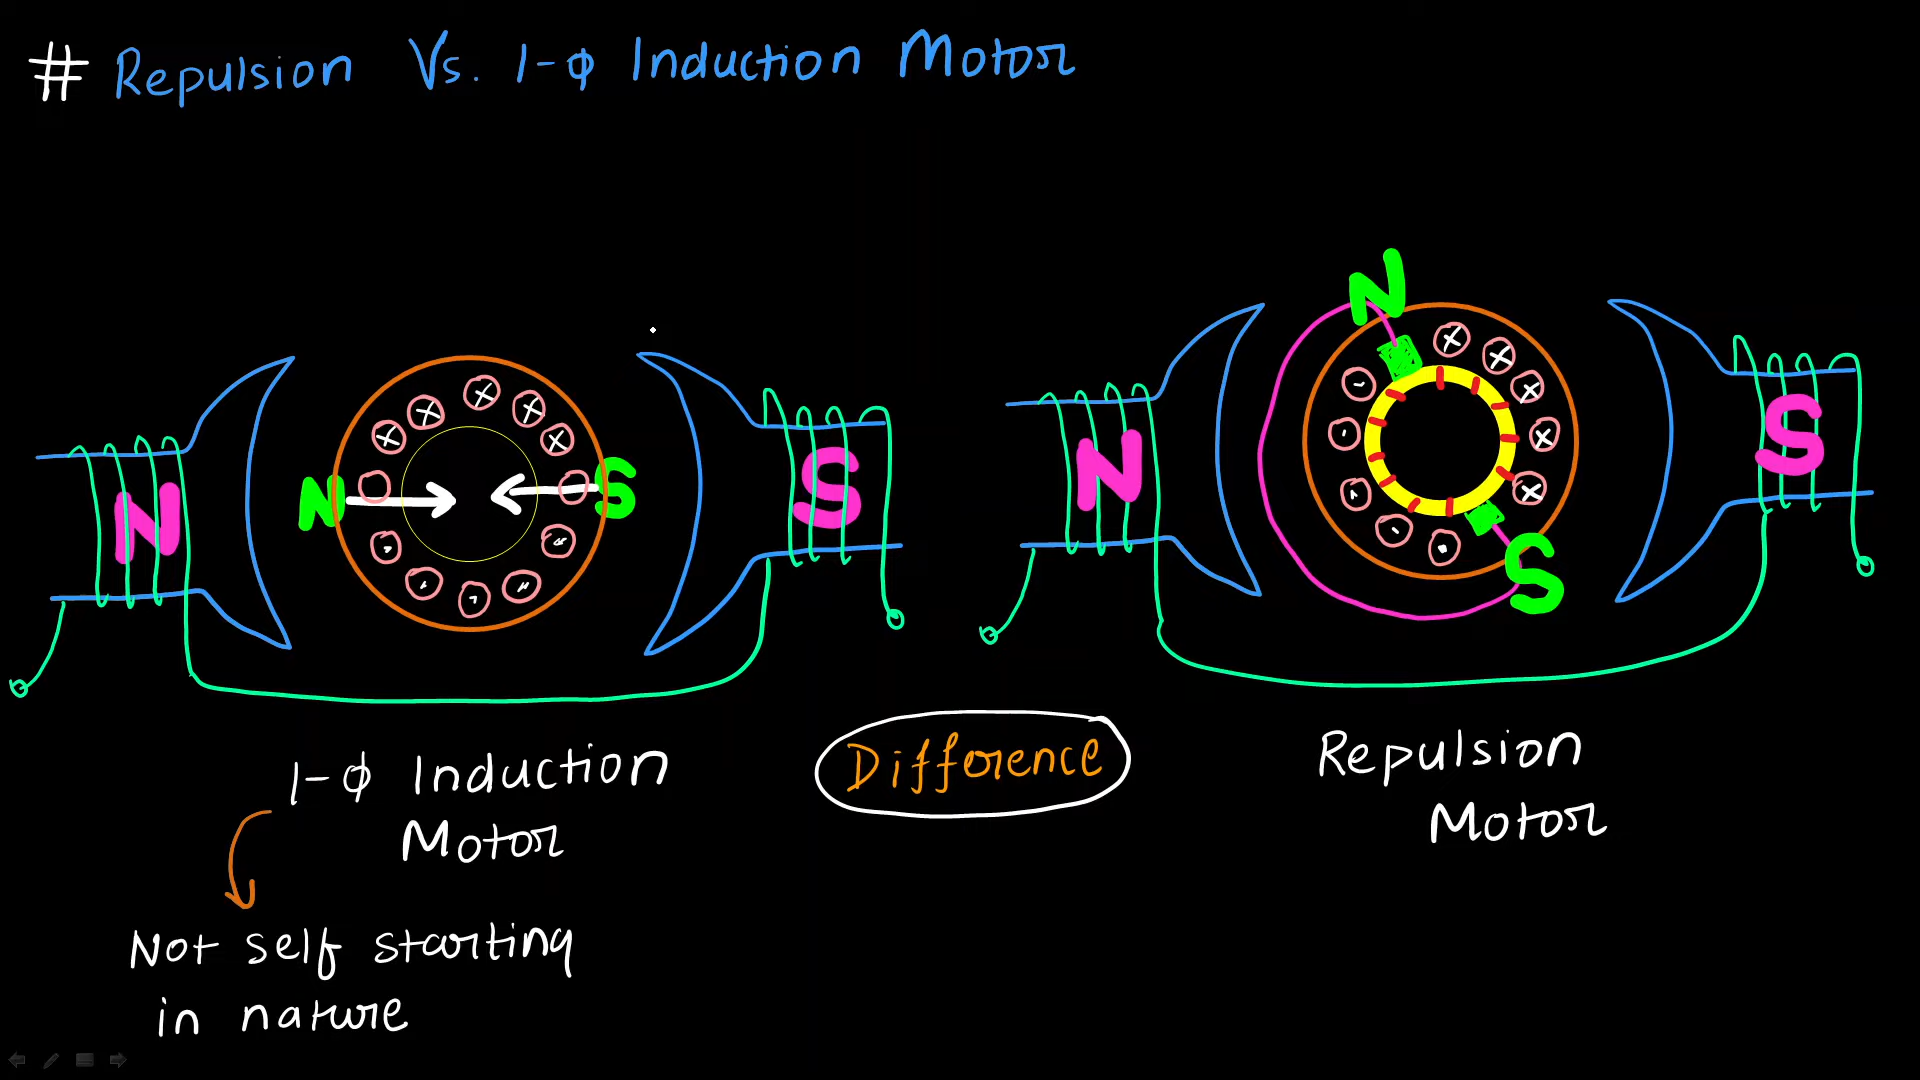 # Repulsion Vs. 1-ϕ Induction Motor
N
N
S
S
N
N
S
S
1-ϕ Induction
Motor
Difference
Repulsion
Motor
Not self starting
in nature